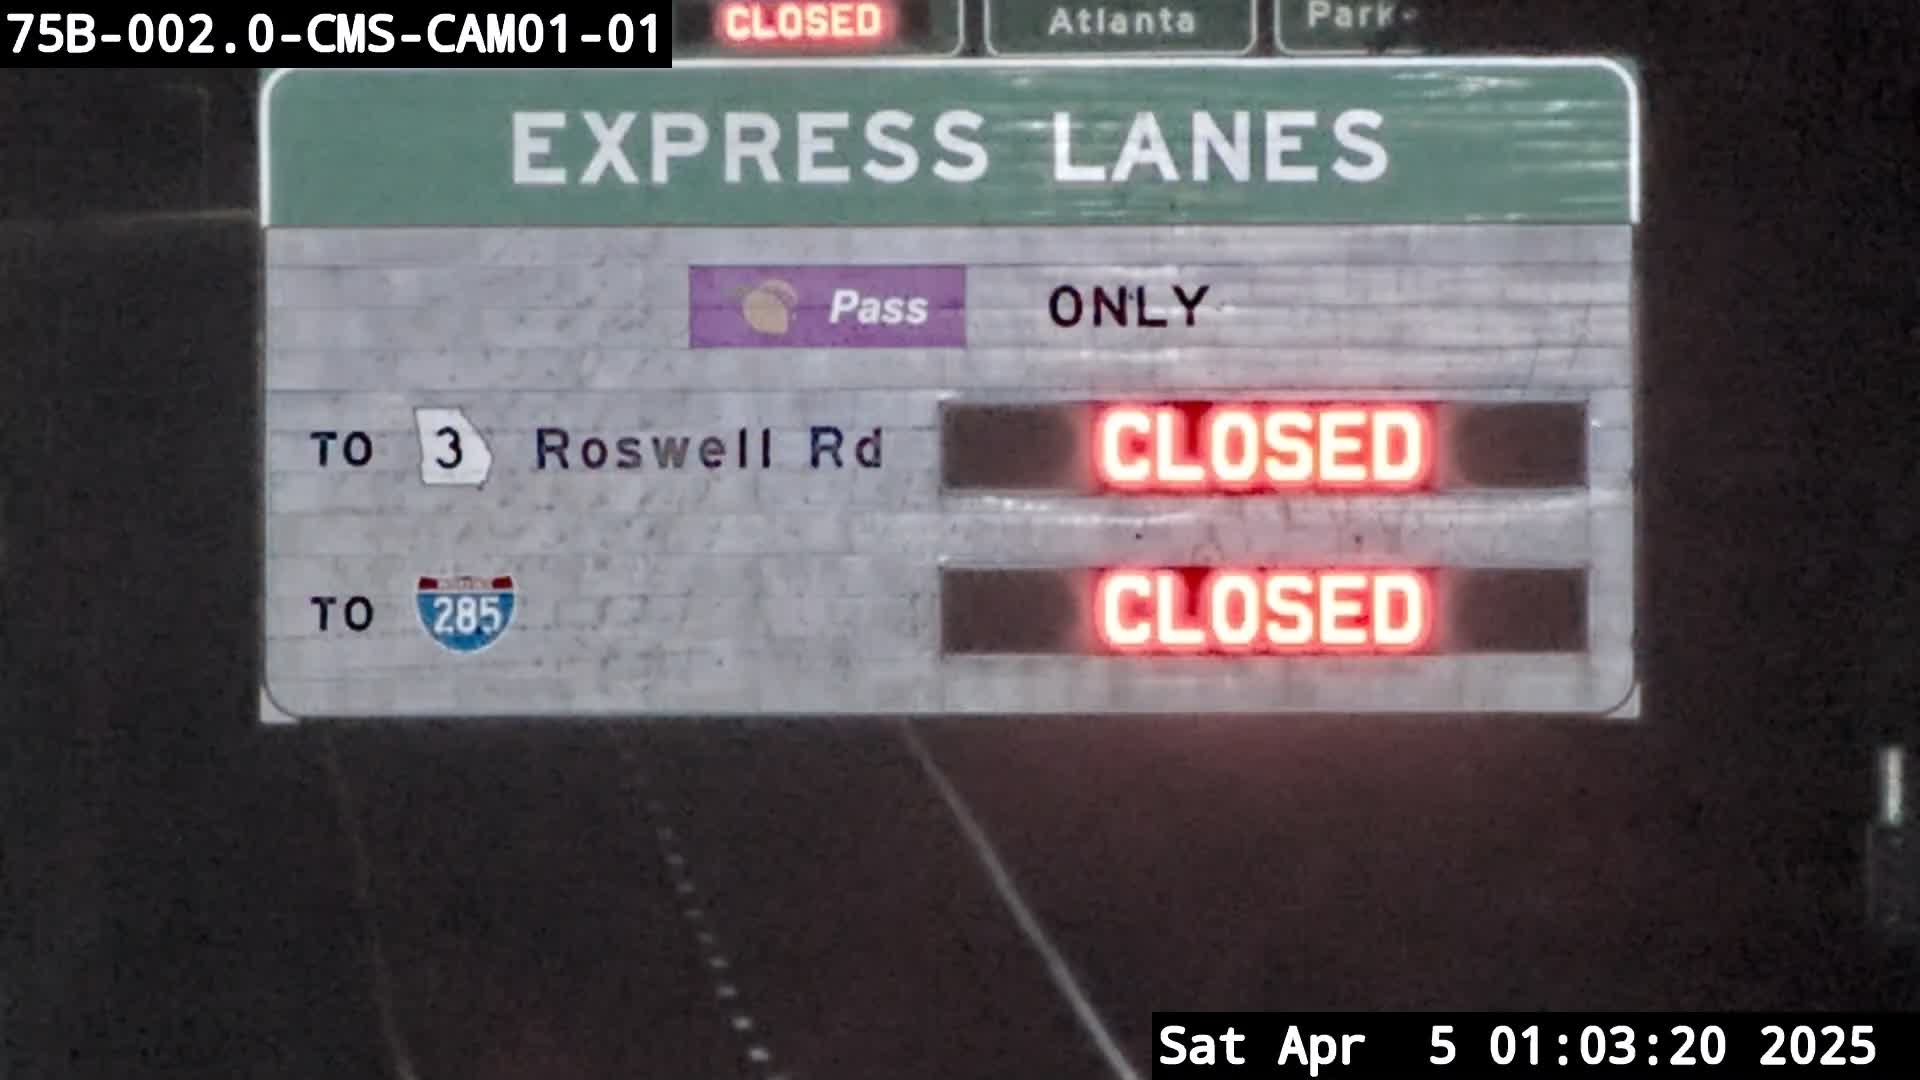 75B-002.0-CMS-CAM01-01
CLOSED
Atlanta
Park-
EXPRESS LANES
Pass ONLY
TO 3 Roswell Rd CLOSED
TO 285 CLOSED
Sat Apr 5 01:03:20 2025